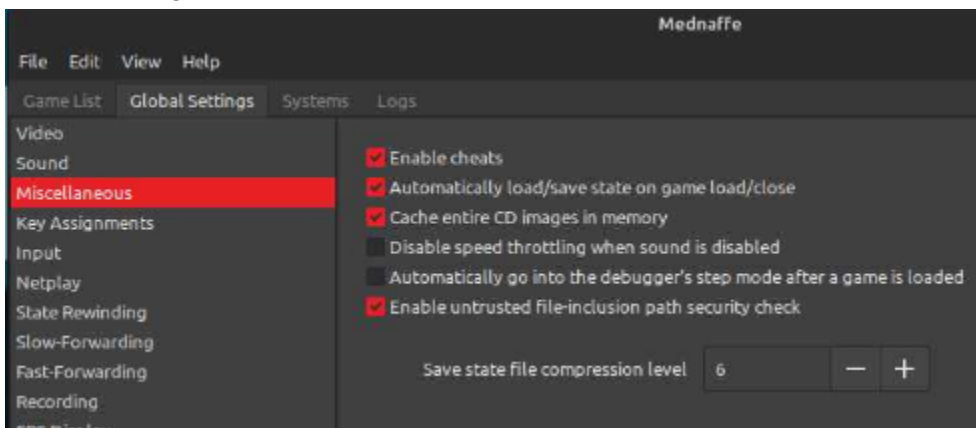 Mednaffe
File Edit View Help
Game List Global Settings Systems Logs
Video
Sound
Miscellaneous
Key Assignments
Input
Netplay
State Rewinding
Slow-Forwarding
Fast-Forwarding
Recording
Enable cheats
Automatically load/save state on game load/close
Cache entire CD images in memory
Disable speed throttling when sound is disabled
Automatically go into the debugger's step mode after a game is loaded
Enable untrusted file-inclusion path security check
Save state file compression level 6 — +